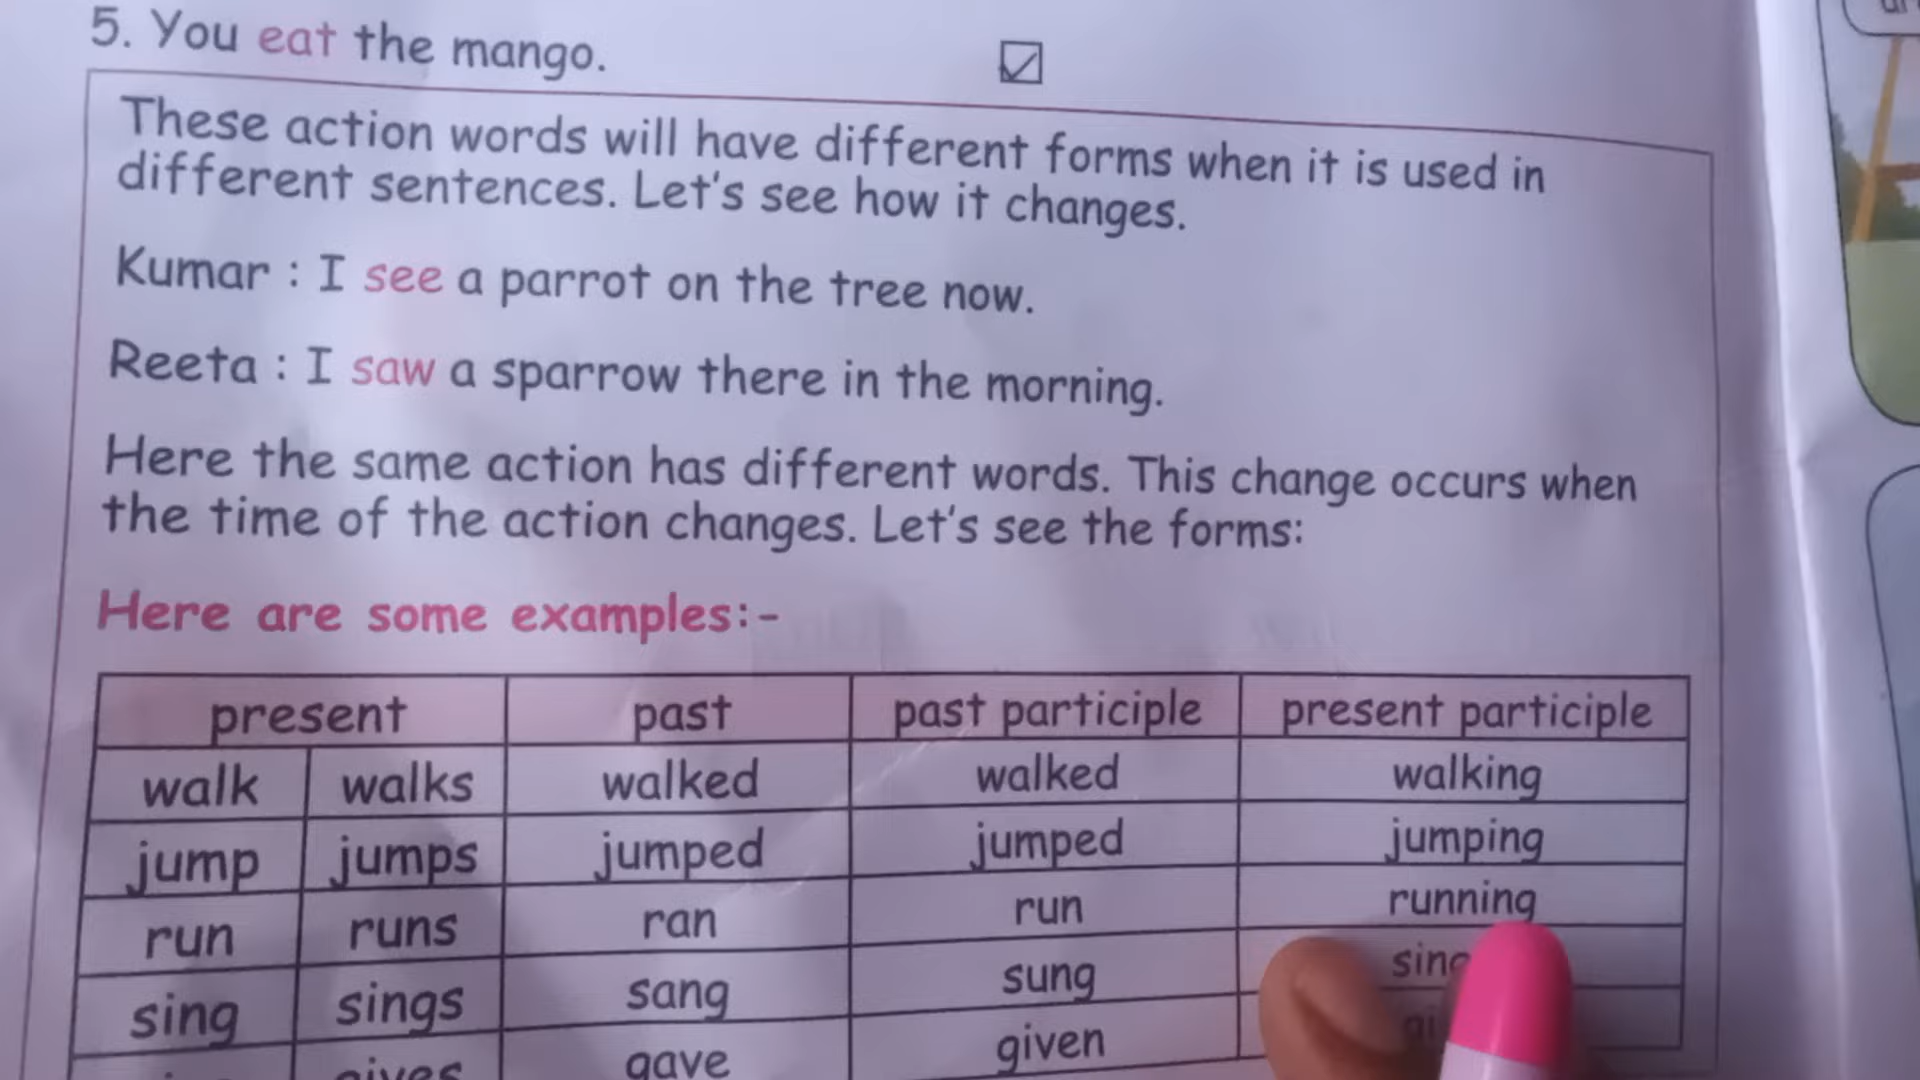 5. You eat the mango.
These action words will have different forms when it is used in
different sentences. Let's see how it changes.
Kumar : I see a parrot on the tree now.
Reeta : I saw a sparrow there in the morning.
Here the same action has different words. This change occurs when
the time of the action changes. Let's see the forms:
Here are some examples:-
present past past participle present participle
walk walks walked walked walking
jump jumps jumped jumped jumping
run runs ran run running
sing sings sang sung
gives gave given